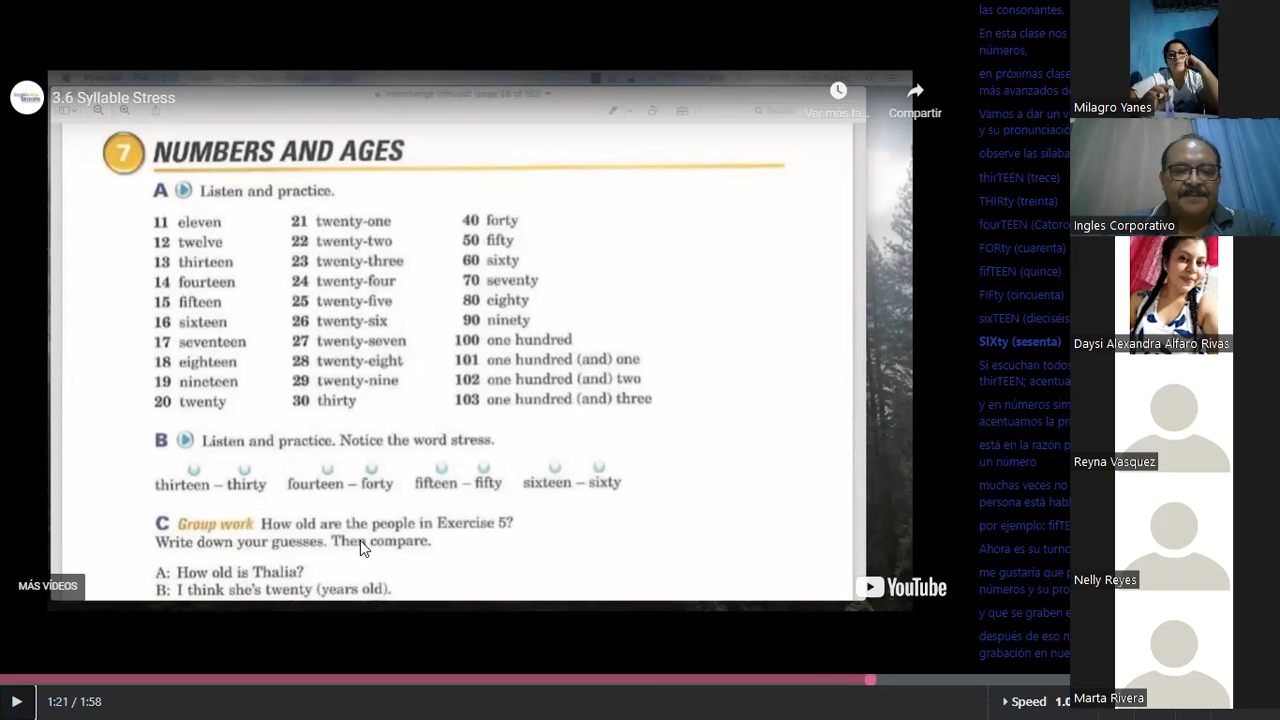 3.6 Syllable Stress
Ver más ta...
Compartir
7 NUMBERS AND AGES
A Listen and practice.
11 eleven
12 twelve
13 thirteen
14 fourteen
15 fifteen
16 sixteen
17 seventeen
18 eighteen
19 nineteen
20 twenty
21 twenty-one
22 twenty-two
23 twenty-three
24 twenty-four
25 twenty-five
26 twenty-six
27 twenty-seven
28 twenty-eight
29 twenty-nine
30 thirty
40 forty
50 fifty
60 sixty
70 seventy
80 eighty
90 ninety
100 one hundred
101 one hundred (and) one
102 one hundred (and) two
103 one hundred (and) three
B Listen and practice. Notice the word stress.
thirteen – thirty fourteen – forty fifteen – fifty sixteen – sixty
C Group work How old are the people in Exercise 5?
Write down your guesses. Then compare.
A: How old is Thalia?
B: I think she's twenty (years old).
MÁS VÍDEOS
YouTube
1:21 / 1:58
Speed 1.0
las consonantes.
En esta clase nos
números,
en próximas clase
más avanzados de
Vamos a dar un v
y su pronunciació
observe las sílaba
thirTEEN (trece)
THIRty (treinta)
fourTEEN (Catorc
FORty (cuarenta)
fifTEEN (quince)
FIFty (cincuenta)
sixTEEN (dieciséis
SIXty (sesenta)
Si escuchan todos
thirTEEN; acentua
y en números sim
acentuamos la pri
está en la razón p
un número
muchas veces no
persona está habl
por ejemplo: fifTE
Ahora es su turno
me gustaría que p
números y su pro
y que se graben e
después de eso n
grabación en nue
Milagro Yanes
Ingles Corporativo
Daysi Alexandra Alfaro Rivas
Reyna Vasquez
Nelly Reyes
Marta Rivera